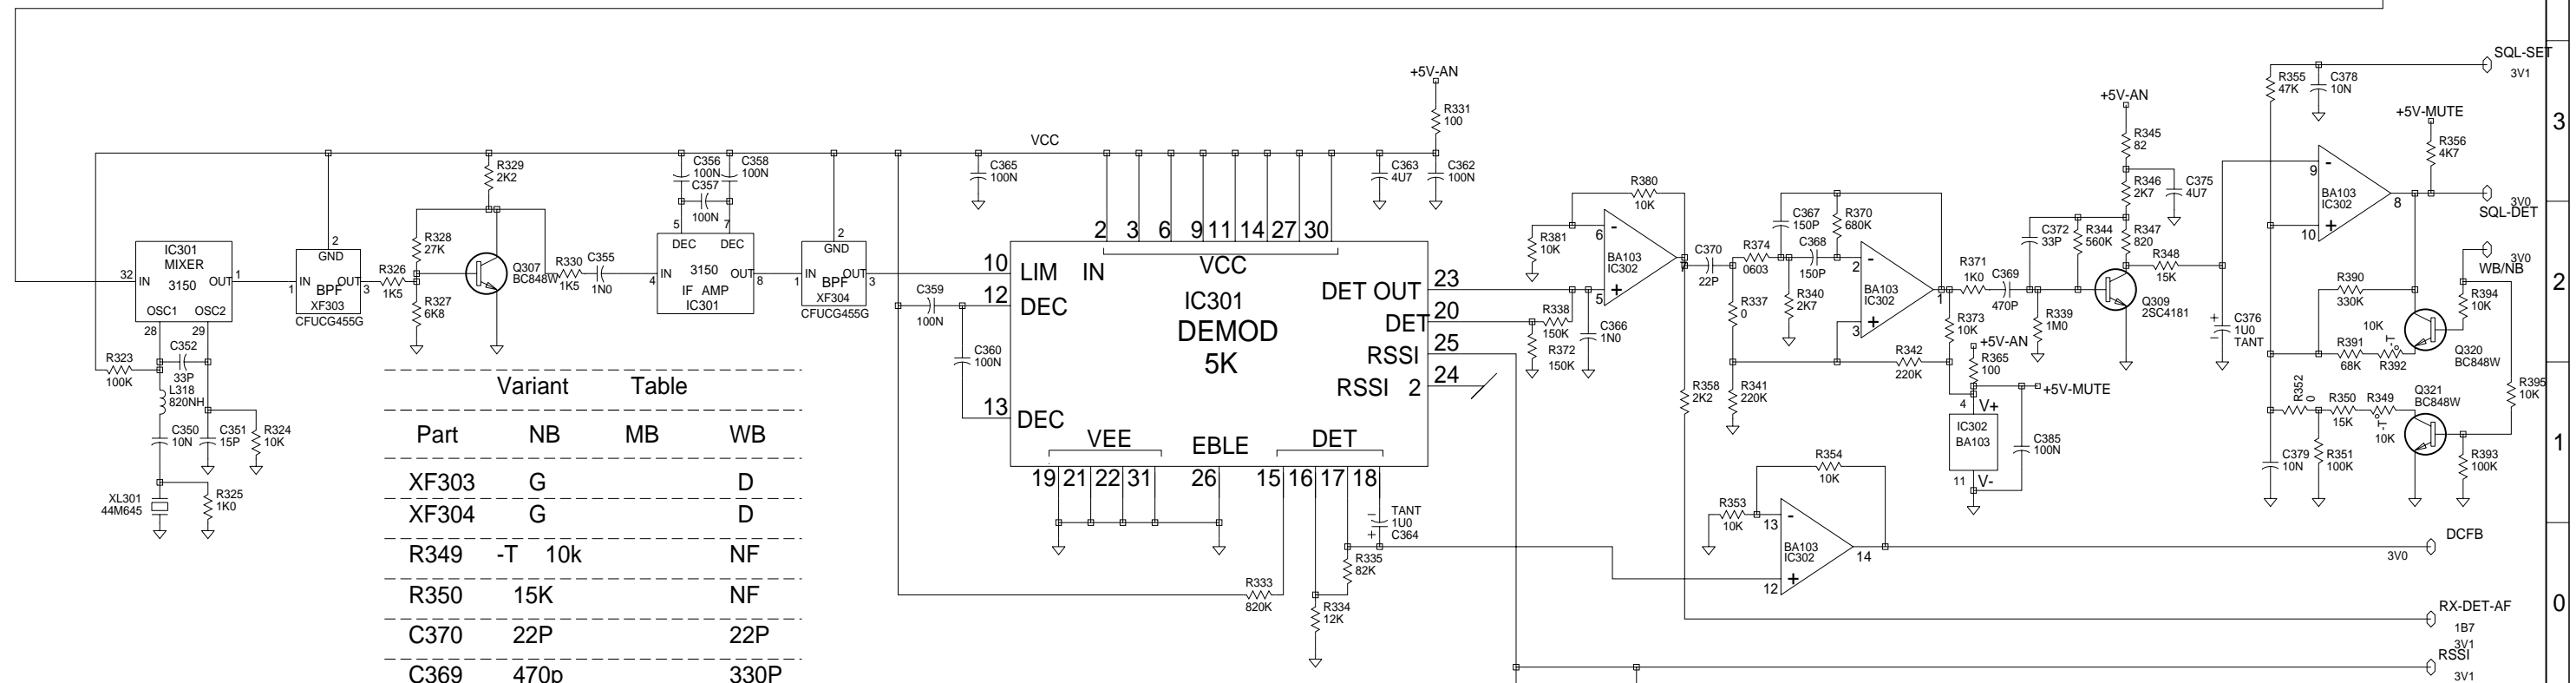 SQL-SET
3V1
3
R355
47K
C378
10N
+5V-AN
R331
100
VCC
+5V-AN
+5V-MUTE
R356
4K7
R345
82
R329
2K2
C356
100N
C358
100N
C357
100N
C365
100N
C363
4U7
C362
100N
R380
10K
R346
2K7
C375
4U7
9
-
BA103
IC302
8
+
10
3V0
SQL-DET
3V0
WB/NB
IC301
MIXER
3150
32
IN
OUT
1
OSC1
OSC2
28
29
2
GND
IN
OUT
1
BPF
3
XF303
CFUCG455G
R326
1K5
R328
27K
R327
6K8
Q307
BC848W
R330
1K5
C355
1N0
5
7
DEC
DEC
3150
4
IN
OUT
8
IF AMP
IC301
2
GND
IN
OUT
1
BPF
3
XF304
CFUCG455G
C359
100N
C360
100N
2
3
6
9
11
14
27
30
VCC
10
LIM IN
12
DEC
13
DEC
IC301
DEMOD
5K
DET OUT
23
DET
20
RSSI
25
RSSI 2
24
VEE
EBLE
DET
19
21
22
31
26
15
16
17
18
R381
10K
6
-
BA103
IC302
7
5
+
R338
150K
R372
150K
C366
1N0
C370
22P
R374
0603
C367
150P
R370
680K
C368
150P
R337
0
R340
2K7
2
-
BA103
IC302
1
3
+
R371
1K0
C369
470P
R373
10K
+5V-AN
R365
100
R342
220K
R341
220K
R358
2K2
C372
33P
R344
560K
R347
820
R348
15K
R339
1M0
Q309
2SC4181
+
-
C376
1U0
TANT
R390
330K
R394
10K
2
10K
-T
R391
68K
R392
Q320
BC848W
Q321
BC848W
R395
10K
R352
0
R350
15K
R349
-T
10K
C379
10N
R351
100K
R393
100K
1
R323
100K
C352
33P
L318
820NH
C350
10N
C351
15P
R324
10K
XL301
44M645
R325
1K0
+5V-MUTE
4
V+
IC302
BA103
C385
100N
11
V-
Variant Table
Part NB MB WB
XF303 G D
XF304 G D
R349 -T 10k NF
R350 15K NF
C370 22P 22P
C369 470p 330P
-
TANT
1U0
+
C364
R335
82K
R333
820K
R334
12K
R354
10K
R353
10K
13
-
BA103
IC302
14
12
+
DCFB
3V0
0
RX-DET-AF
1B7
3V1
RSSI
3V1